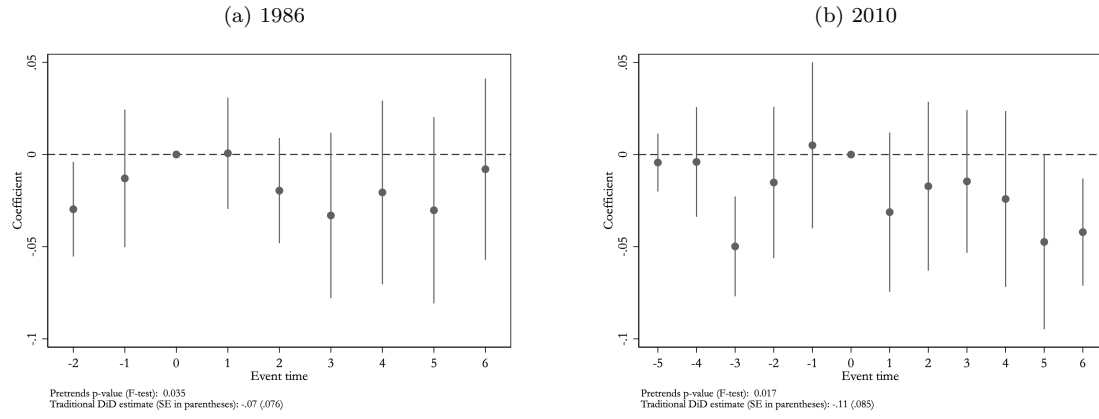 (a) 1986
.05
0
-.05
-.1
Coefficient
-2 -1 0 1 2 3 4 5 6
Event time
Pretrends p-value (F-test): 0.035
Traditional DiD estimate (SE in parentheses): -.07 (.076)
(b) 2010
.05
0
-.05
-.1
Coefficient
-5 -4 -3 -2 -1 0 1 2 3 4 5 6
Event time
Pretrends p-value (F-test): 0.017
Traditional DiD estimate (SE in parentheses): -.11 (.085)